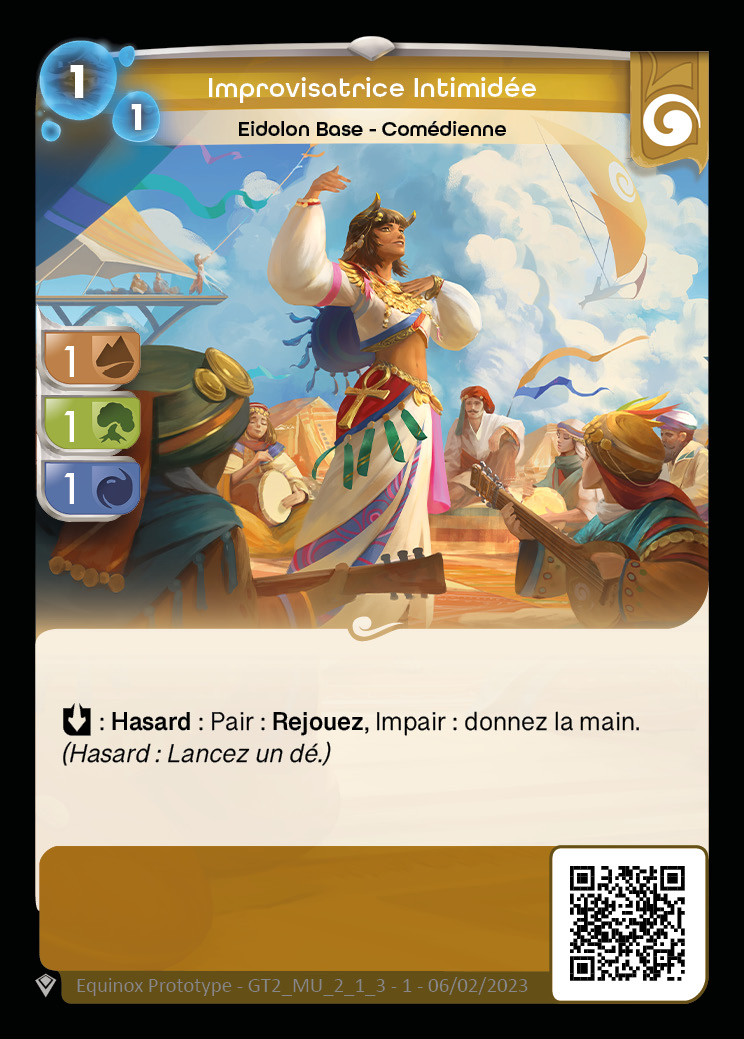 1
1
Improvisatrice Intimidée
Eidolon Base - Comédienne
1
1
1
: Hasard : Pair : Rejouez, Impair : donnez la main.
(Hasard : Lancez un dé.)
Equinox Prototype - GT2_MU_2_1_3 - 1 - 06/02/2023